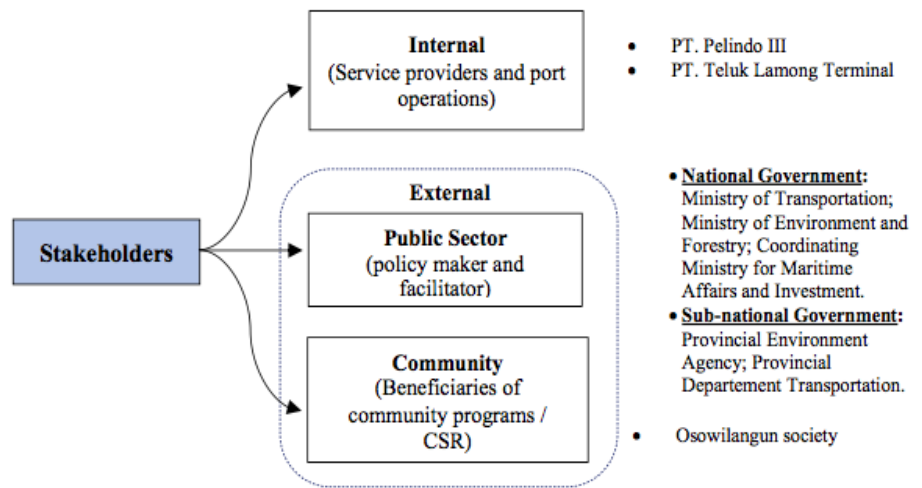 Stakeholders
Internal
(Service providers and port
operations)
• PT. Pelindo III
• PT. Teluk Lamong Terminal
External
Public Sector
(policy maker and
facilitator)
• National Government:
Ministry of Transportation;
Ministry of Environment and
Forestry; Coordinating
Ministry for Maritime
Affairs and Investment.
• Sub-national Government:
Provincial Environment
Agency; Provincial
Departement Transportation.
Community
(Beneficiaries of
community programs /
CSR)
• Osowilangun society